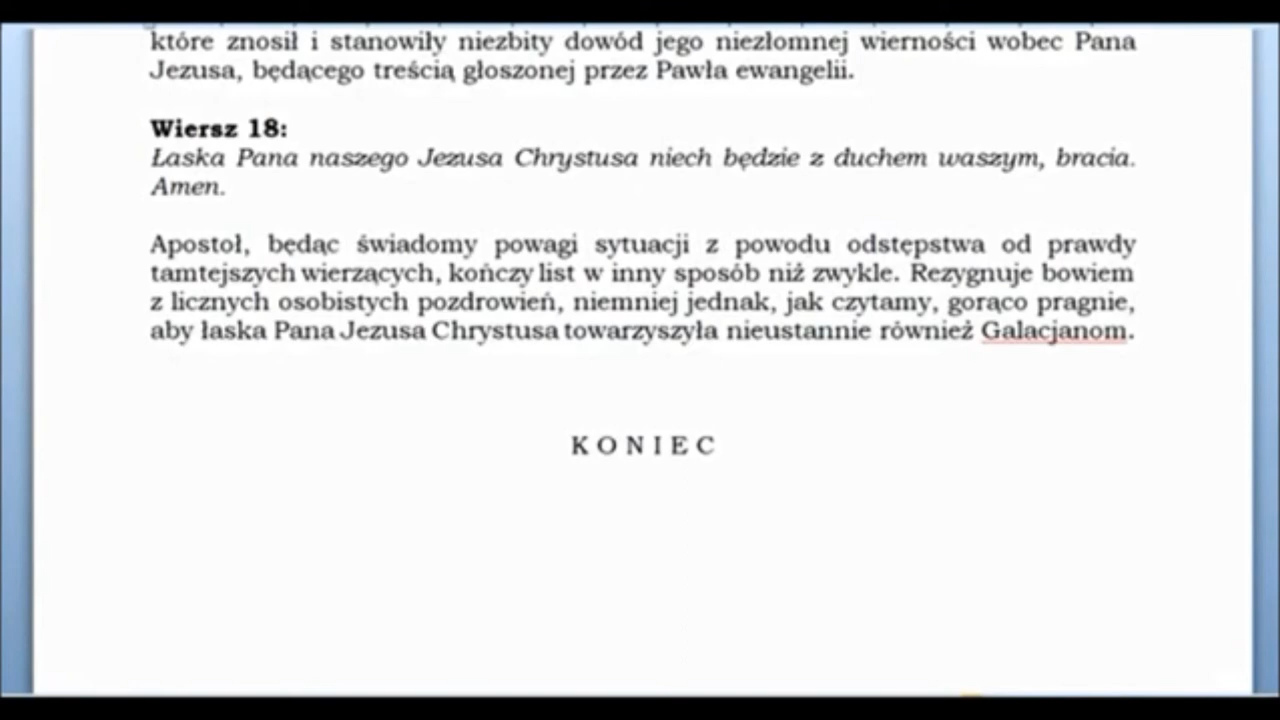 które znosił i stanowiły niezbity dowód jego niezłomnej wierności wobec Pana
Jezusa, będącego treścią głoszonej przez Pawła ewangelii.
Wiersz 18:
Łaska Pana naszego Jezusa Chrystusa niech będzie z duchem waszym, bracia.
Amen.
Apostoł, będąc świadomy powagi sytuacji z powodu odstępstwa od prawdy
tamtejszych wierzących, kończy list w inny sposób niż zwykle. Rezygnuje bowiem
z licznych osobistych pozdrowień, niemniej jednak, jak czytamy, gorąco pragnie,
aby łaska Pana Jezusa Chrystusa towarzyszyła nieustannie również Galacjanom.
K O N I E C